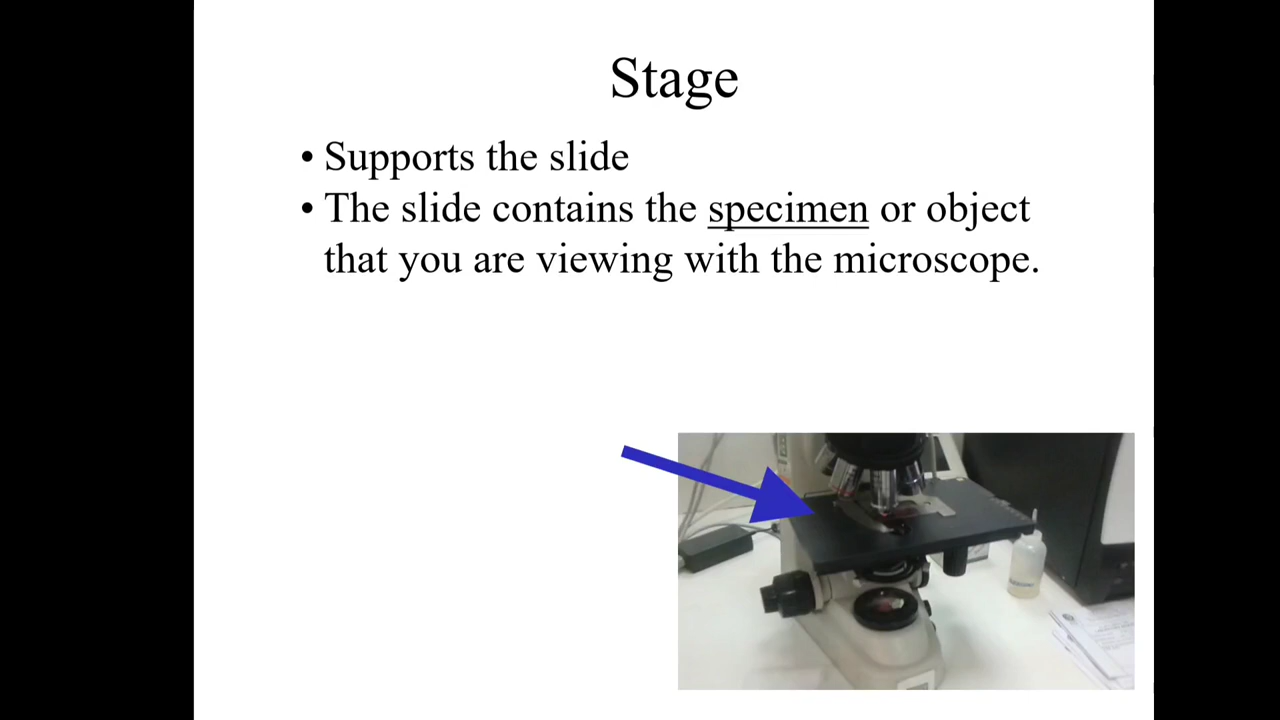 Stage
• Supports the slide
• The slide contains the specimen or object
that you are viewing with the microscope.